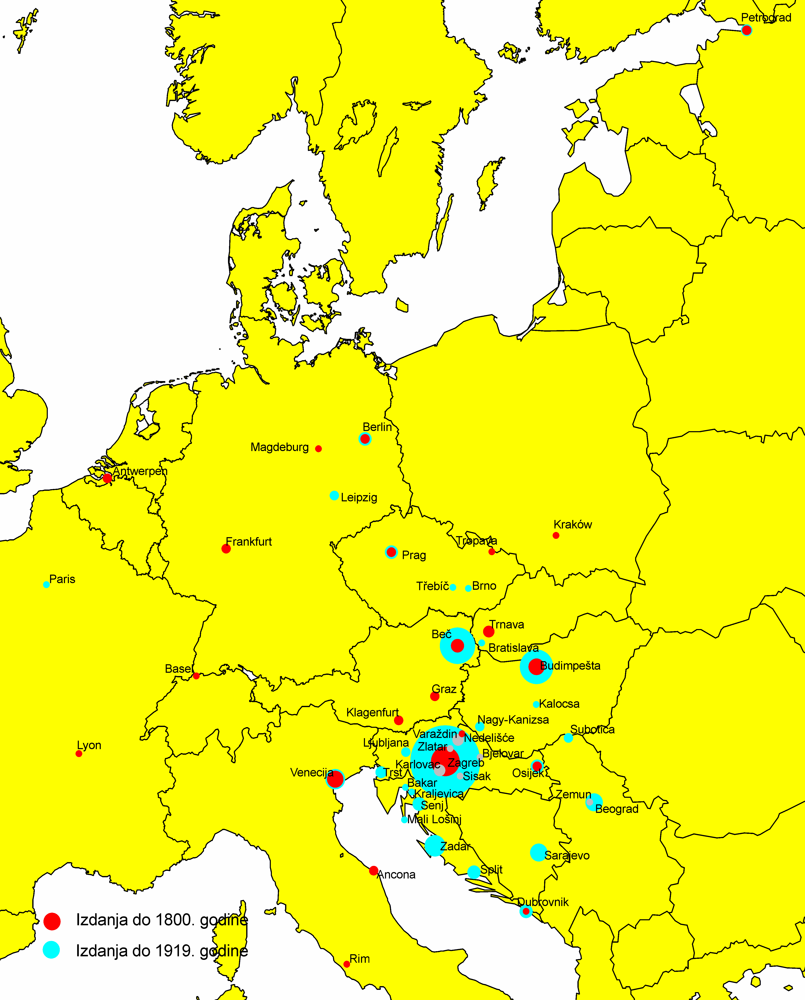 Petrograd
Berlin
Magdeburg
Antwerpen
Leipzig
Kraków
Tropava
Frankfurt
Prag
Paris
Třebíč
Brno
Trnava
Beč
Bratislava
Budimpešta
Basel
Graz
Kalocsa
Klagenfurt
Nagy-Kanizsa
Subotica
Varaždin
Nedelišće
Ljubljana
Zlatar
Lyon
Bjelovar
Karlovac
Zagreb
Venecija
Trst
Osijek
Sisak
Bakar
Kraljevica
Zemun
Senj
Beograd
Mali Lošinj
Zadar
Sarajevo
Split
Ancona
Dubrovnik
Izdanja do 1800. godine
Izdanja do 1919. godine
Rim